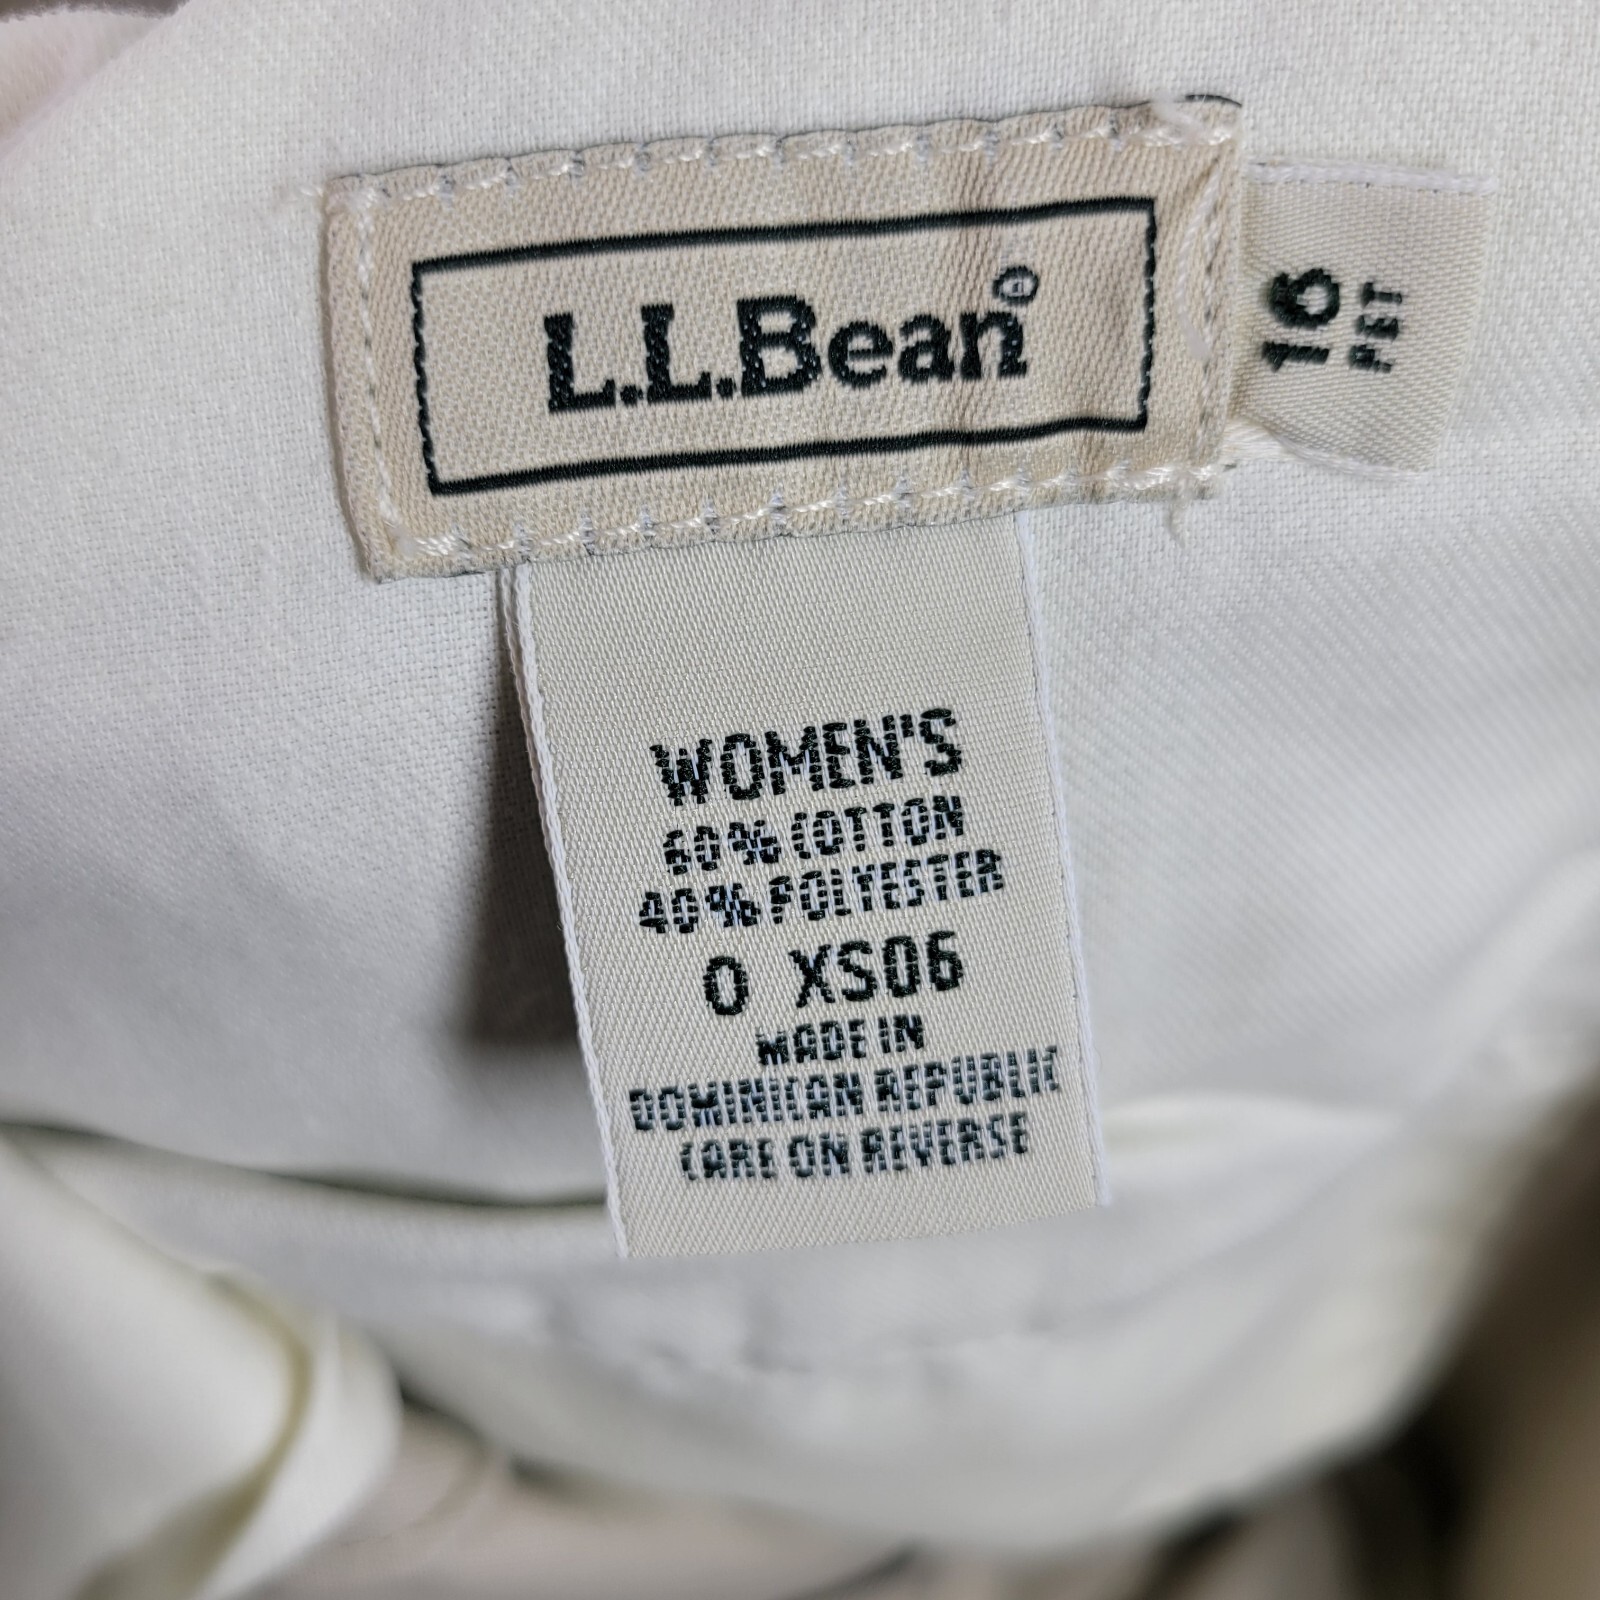 L.L.Bean®
16
PET
WOMEN'S
60% COTTON
40% POLYESTER
0 XS06
MADE IN
DOMINICAN REPUBLIC
CARE ON REVERSE